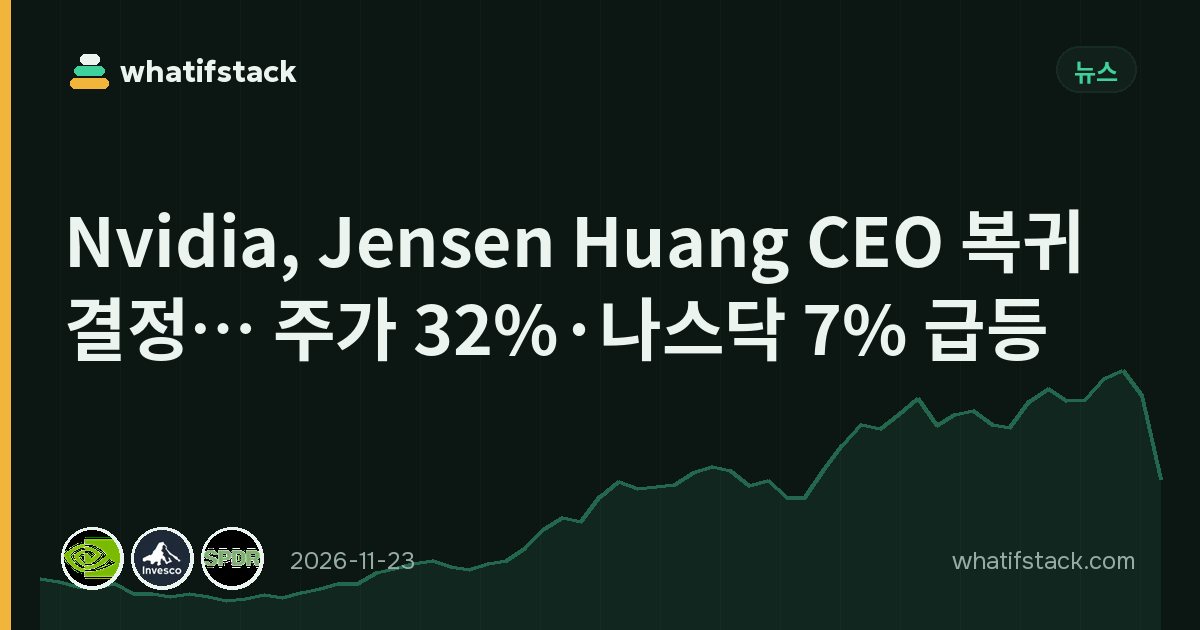 whatifstack
뉴스
Nvidia, Jensen Huang CEO 복귀
결정… 주가 32%·나스닥 7% 급등
Invesco
SPDR
2026-11-23
whatifstack.com